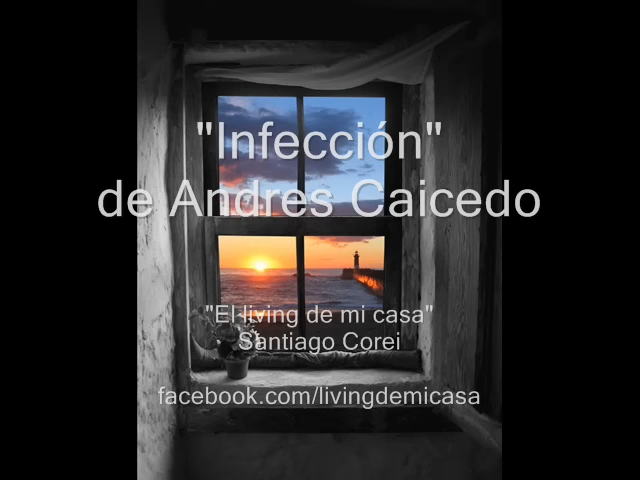 "Infección"
de Andres Caicedo
"El living de mi casa"
Santiago Corei
facebook.com/livingdemicasa